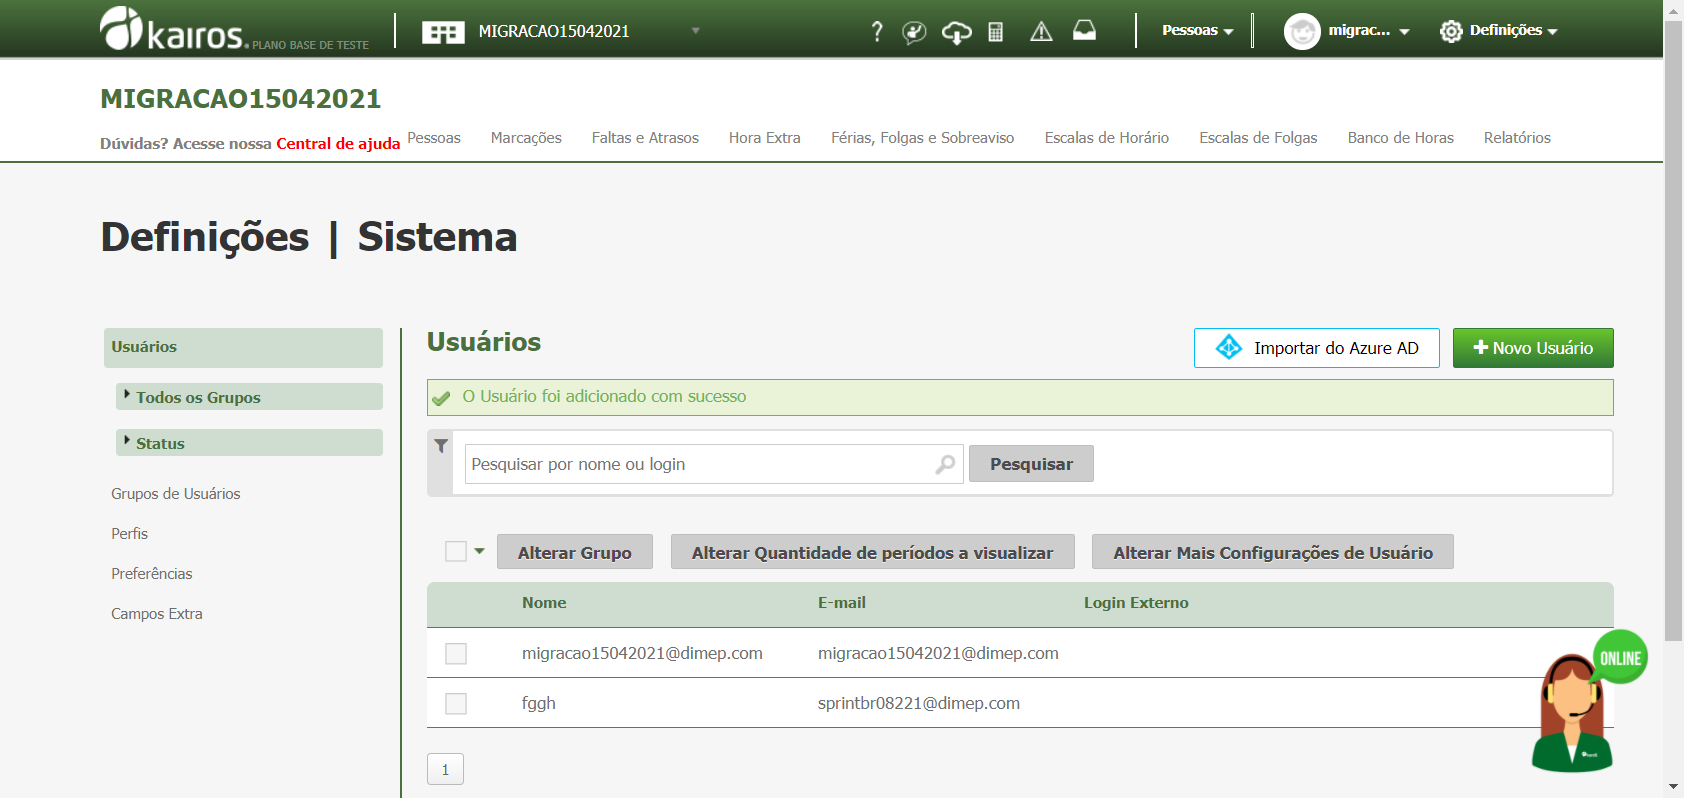 kairos. PLANO BASE DE TESTE
MIGRACAO15042021
?
Pessoas
migrac...
Definições
MIGRACAO15042021
Dúvidas? Acesse nossa Central de ajuda
Pessoas Marcações Faltas e Atrasos Hora Extra Férias, Folgas e Sobreaviso Escalas de Horário Escalas de Folgas Banco de Horas Relatórios
Definições | Sistema
Usuários
Todos os Grupos
Status
Grupos de Usuários
Perfis
Preferências
Campos Extra
Usuários
Importar do Azure AD
+ Novo Usuário
O Usuário foi adicionado com sucesso
Pesquisar por nome ou login
Pesquisar
Alterar Grupo Alterar Quantidade de períodos a visualizar Alterar Mais Configurações de Usuário
Nome E-mail Login Externo
migracao15042021@dimep.com migracao15042021@dimep.com
fggh sprintbr08221@dimep.com
ONLINE
1